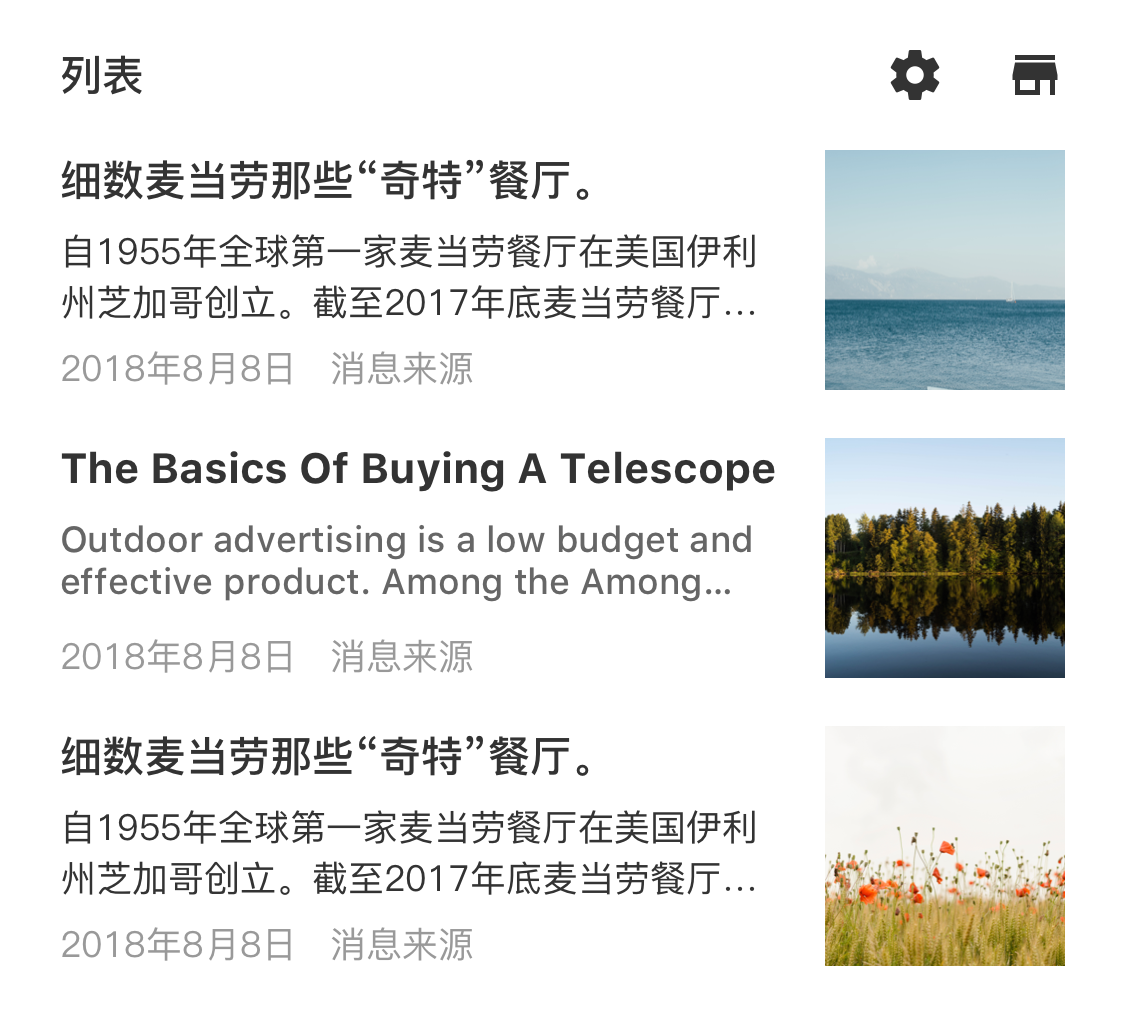 列表
细数麦当劳那些“奇特”餐厅。
自1955年全球第一家麦当劳餐厅在美国伊利
州芝加哥创立。截至2017年底麦当劳餐厅...
2018年8月8日 消息来源
The Basics Of Buying A Telescope
Outdoor advertising is a low budget and
effective product. Among the Among...
2018年8月8日 消息来源
细数麦当劳那些“奇特”餐厅。
自1955年全球第一家麦当劳餐厅在美国伊利
州芝加哥创立。截至2017年底麦当劳餐厅...
2018年8月8日 消息来源